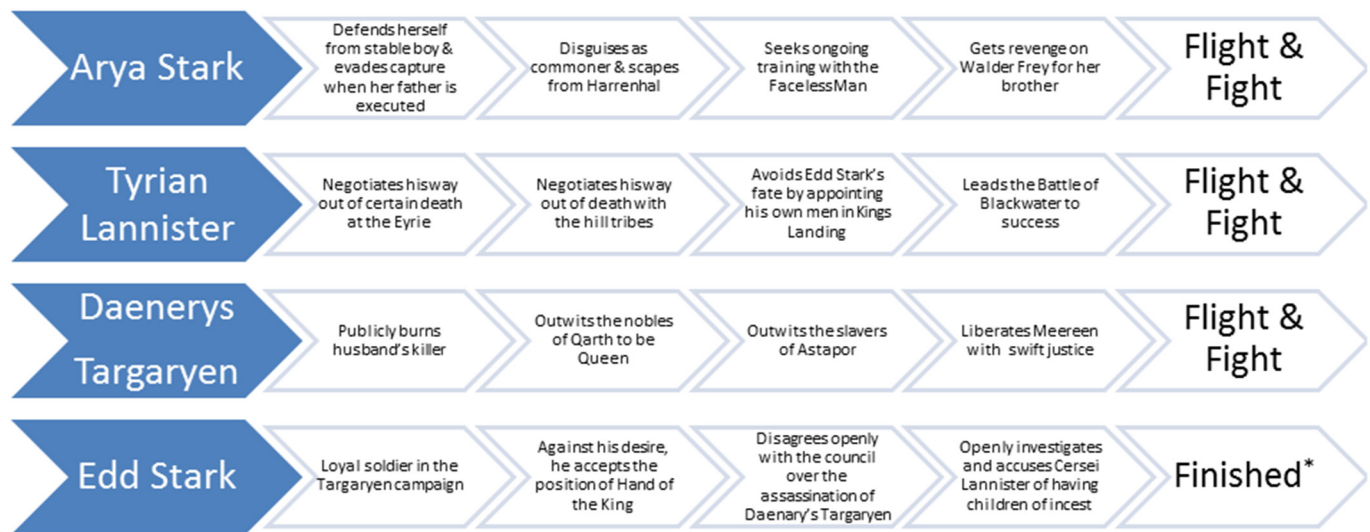 Arya Stark
Defends herself
from stable boy &
evades capture
when her father is
executed
Disguises as
commoner & scapes
from Harrenhal
Seeks ongoing
training with the
FacelessMan
Gets revenge on
Walder Frey for her
brother
Flight &
Fight
Tyrian
Lannister
Negotiates hisway
out of certain death
at the Eyrie
Negotiates hisway
out of death with
the hill tribes
Avoids Edd Stark's
fate by appointing
his own men in Kings
Landing
Leads the Battle of
Blackwater to
success
Flight &
Fight
Daenerys
Targaryen
Publicly burns
husband's killer
Outwits the nobles
of Qarth to be
Queen
Outwits the slavers
of Astapor
Liberates Meereen
with swift justice
Flight &
Fight
Edd Stark
Loyal soldier in the
Targaryen campaign
Against his desire,
he accepts the
position of Hand of
the King
Disagrees openly
with the council
over the
assassination of
Daenary's Targaryen
Openly investigates
and accuses Cersei
Lannister of having
children of incest
Finished*